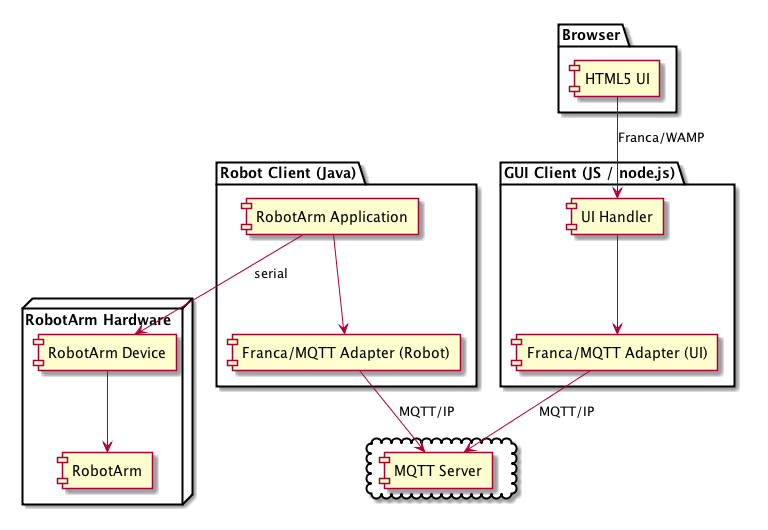 Browser
HTML5 UI
Franca/WAMP
Robot Client (Java)
GUI Client (JS / node.js)
RobotArm Application
UI Handler
serial
RobotArm Hardware
RobotArm Device
Franca/MQTT Adapter (Robot)
Franca/MQTT Adapter (UI)
MQTT/IP
MQTT/IP
RobotArm
MQTT Server